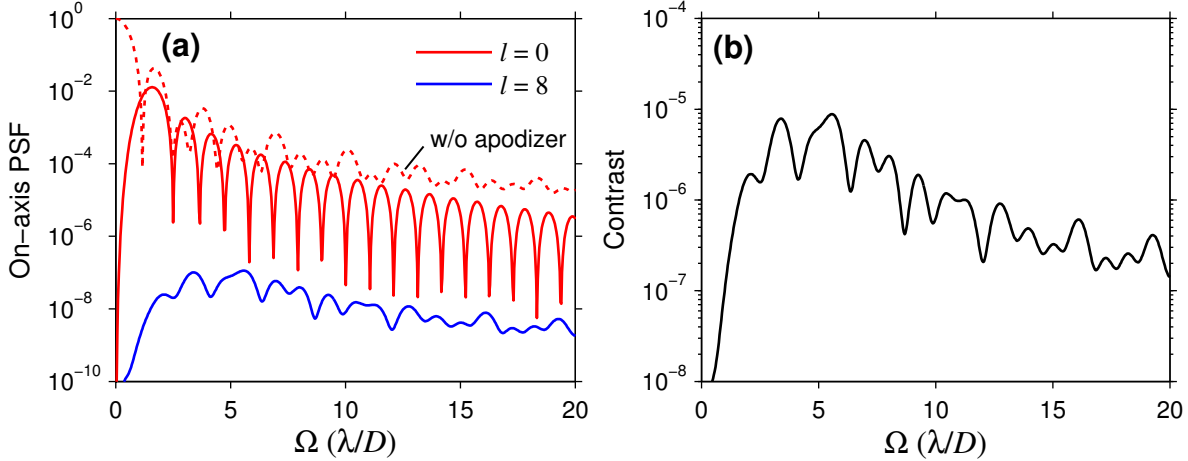 (a)
l = 0
l = 8
w/o apodizer
On−axis PSF
10^0
10^−2
10^−4
10^−6
10^−8
10^−10
0 5 10 15 20
Ω (λ/D)
(b)
Contrast
10^−4
10^−5
10^−6
10^−7
10^−8
0 5 10 15 20
Ω (λ/D)